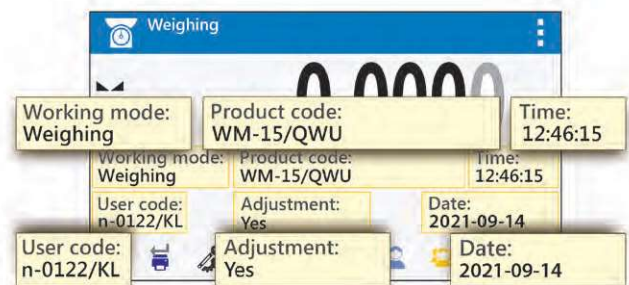 Weighing
0.0000
Working mode: Product code: Time:
Weighing WM-15/QWU 12:46:15
Working mode: Product code: Time:
Weighing WM-15/QWU 12:46:15
User code: Adjustment: Date:
n-0122/KL Yes 2021-09-14
User code: Adjustment: Date:
n-0122/KL Yes 2021-09-14